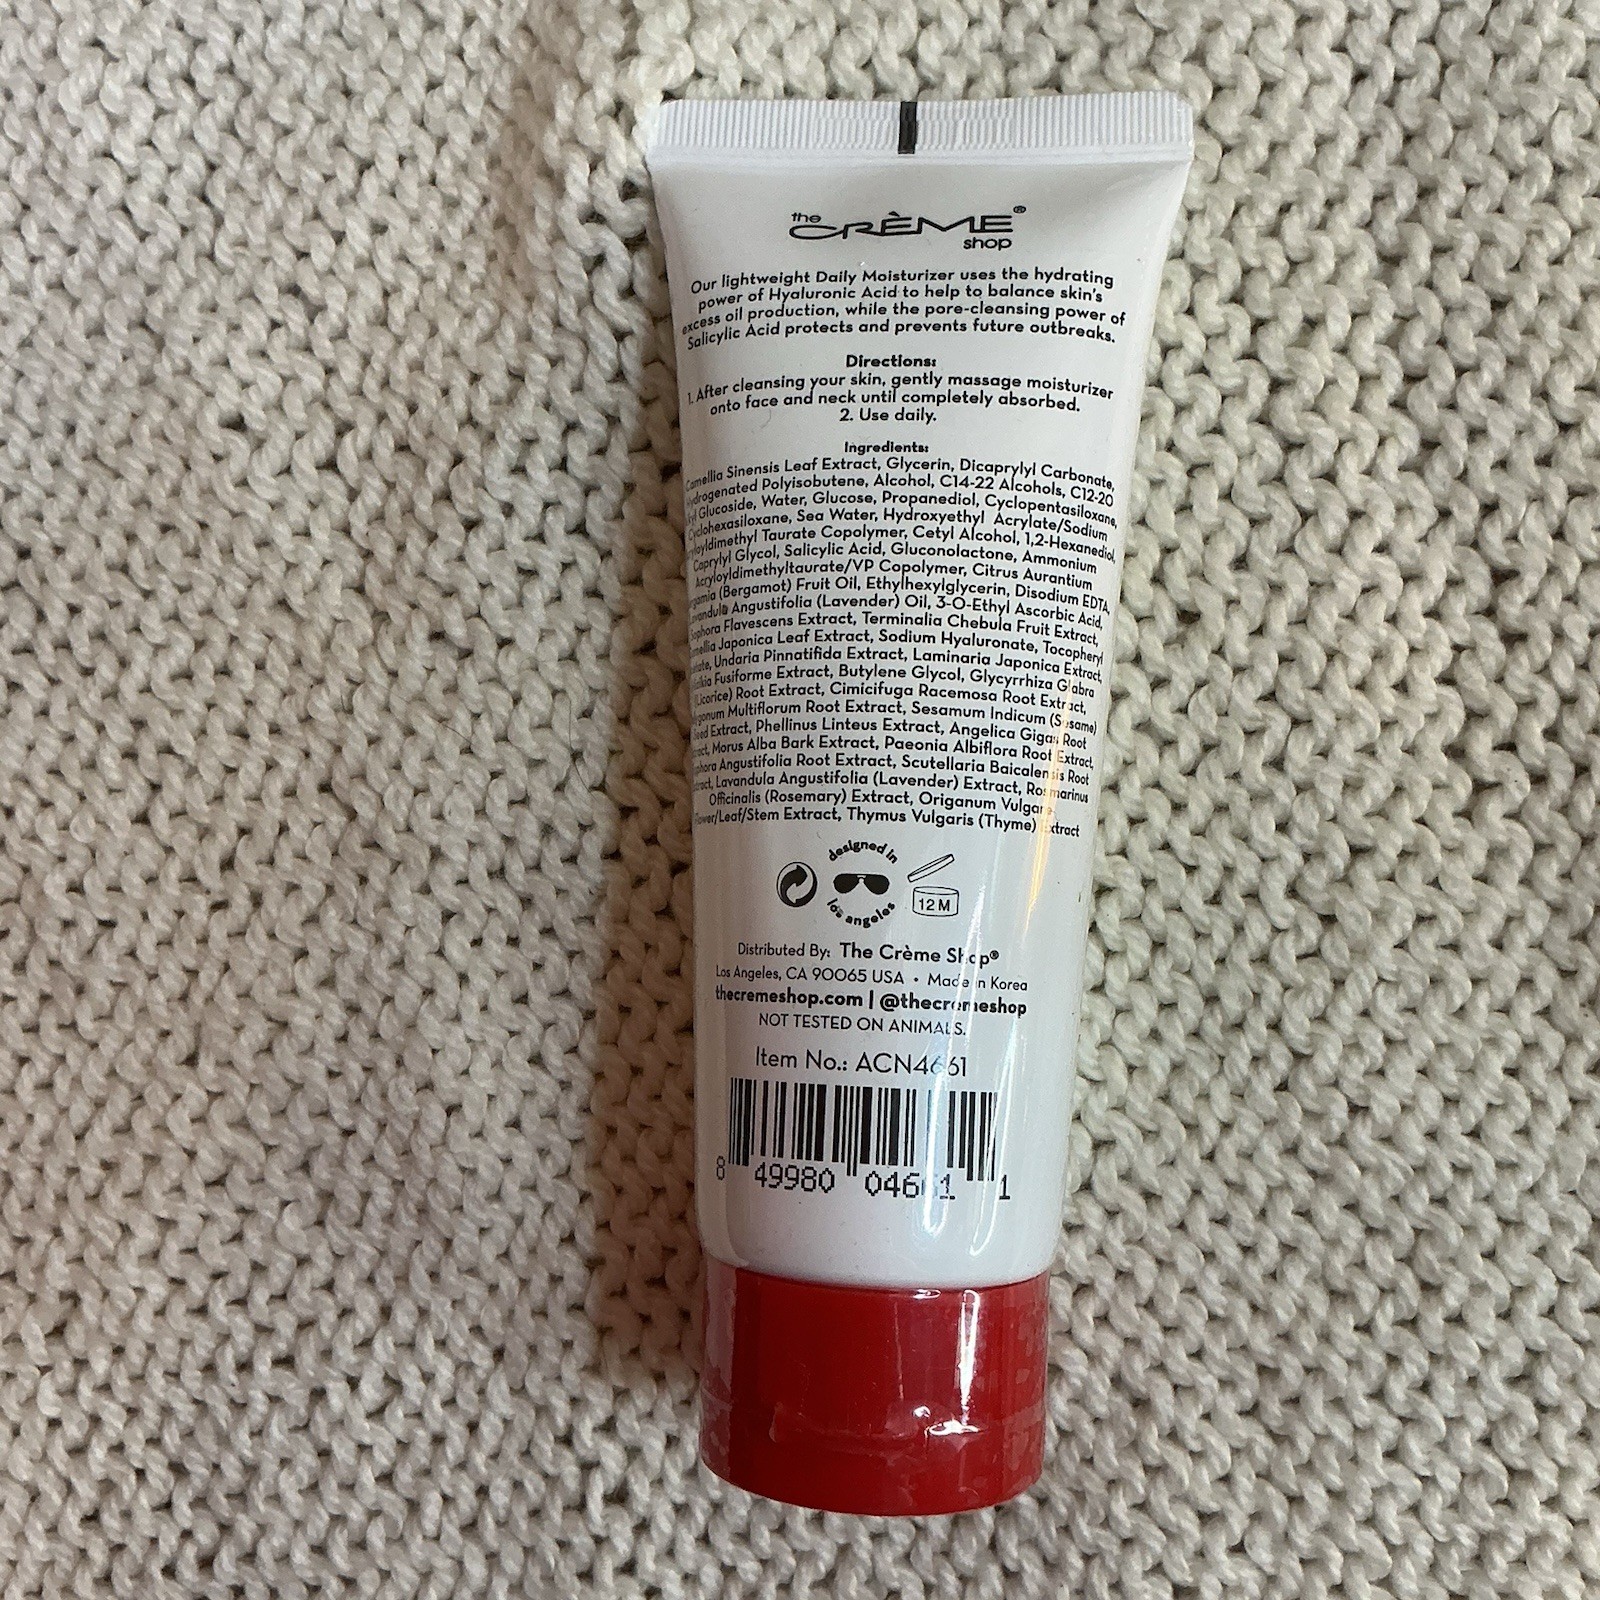 the
CRÈME®
shop
Our lightweight Daily Moisturizer uses the hydrating
power of Hyaluronic Acid to help to balance skin's
excess oil production, while the pore-cleansing power of
Salicylic Acid protects and prevents future outbreaks.
Directions:
1. After cleansing your skin, gently massage moisturizer
onto face and neck until completely absorbed.
2. Use daily.
Ingredients:
Camellia Sinensis Leaf Extract, Glycerin, Dicaprylyl Carbonate,
Hydrogenated Polyisobutene, Alcohol, C14-22 Alcohols, C12-20
Glucoside, Water, Glucose, Propanediol, Cyclopentasiloxane,
Cyclohexasiloxane, Sea Water, Hydroxyethyl Acrylate/Sodium
Taurate Copolymer, Cetyl Alcohol, 1,2-Hexanediol,
Caprylyl Glycol, Salicylic Acid, Gluconolactone, Ammonium
Acryloyldimethyltaurate/VP Copolymer, Citrus Aurantium
(Bergamot) Fruit Oil, Ethylhexylglycerin, Disodium EDTA,
Lavandula Angustifolia (Lavender) Oil, 3-O-Ethyl Ascorbic Acid,
Sophora Flavescens Extract, Terminalia Chebula Fruit Extract,
Japonica Leaf Extract, Sodium Hyaluronate, Tocopheryl
Undaria Pinnatifida Extract, Laminaria Japonica Extract,
Fusiforme Extract, Butylene Glycol, Glycyrrhiza Glabra
(Licorice) Root Extract, Cimicifuga Racemosa Root Extract,
Multiflorum Root Extract, Sesamum Indicum (Sesame)
Seed Extract, Phellinus Linteus Extract, Angelica Gigas Root
Morus Alba Bark Extract, Paeonia Albiflora Root Extract,
Angustifolia Root Extract, Scutellaria Baicalensis Root
Lavandula Angustifolia (Lavender) Extract, Rosmarinus
Officinalis (Rosemary) Extract, Origanum Vulgare
Flower/Leaf/Stem Extract, Thymus Vulgaris (Thyme) Extract
designed in
los angeles
12 M
Distributed By: The Crème Shop®
Los Angeles, CA 90065 USA • Made in Korea
thecremeshop.com | @thecremeshop
NOT TESTED ON ANIMALS.
Item No.: ACN4661
8 49980 04661 1